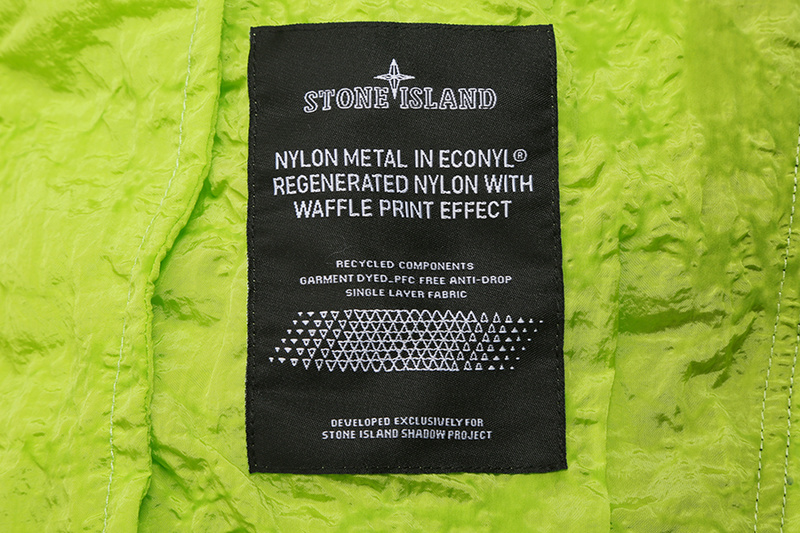 STONE ISLAND
NYLON METAL IN ECONYL®
REGENERATED NYLON WITH
WAFFLE PRINT EFFECT
RECYCLED COMPONENTS
GARMENT DYED_PFC FREE ANTI-DROP
SINGLE LAYER FABRIC
DEVELOPED EXCLUSIVELY FOR
STONE ISLAND SHADOW PROJECT